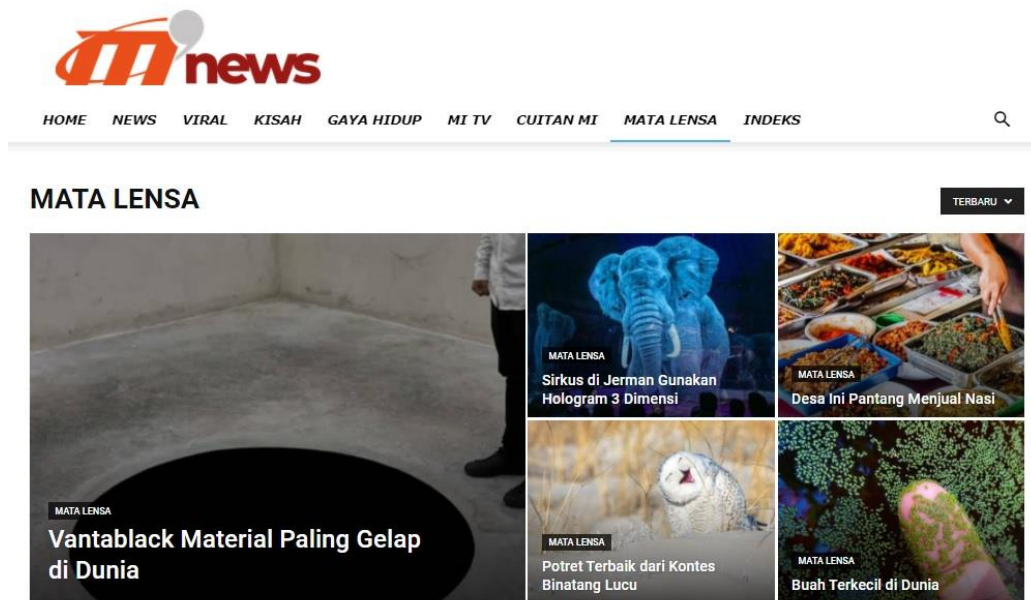 m'news
HOME NEWS VIRAL KISAH GAYA HIDUP MI TV CUITAN MI MATA LENSA INDEKS
MATA LENSA
TERBARU
MATA LENSA
Vantablack Material Paling Gelap
di Dunia
MATA LENSA
Sirkus di Jerman Gunakan
Hologram 3 Dimensi
MATA LENSA
Desa Ini Pantang Menjual Nasi
MATA LENSA
Potret Terbaik dari Kontes
Binatang Lucu
MATA LENSA
Buah Terkecil di Dunia